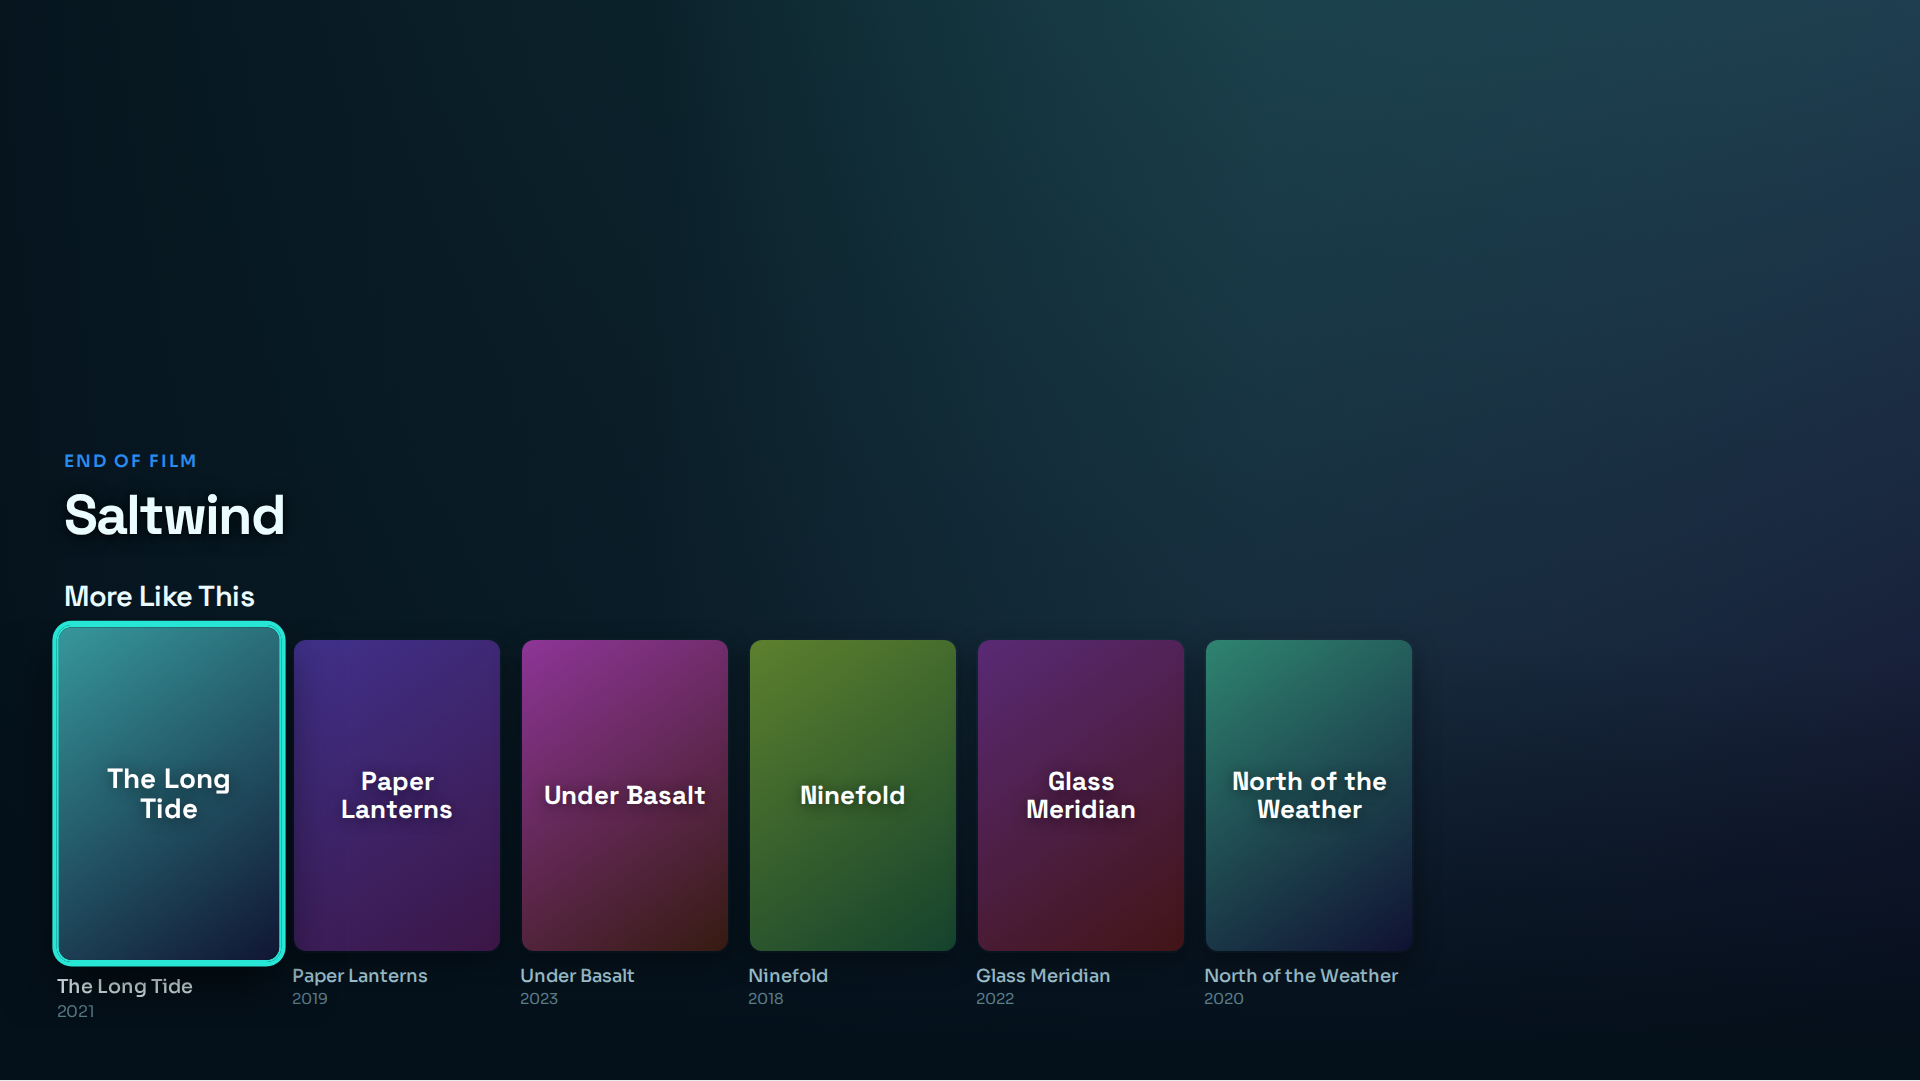 END OF FILM
Saltwind
More Like This
The Long
Tide
The Long Tide
2021
Paper
Lanterns
Paper Lanterns
2019
Under Basalt
Under Basalt
2023
Ninefold
Ninefold
2018
Glass
Meridian
Glass Meridian
2022
North of the
Weather
North of the Weather
2020